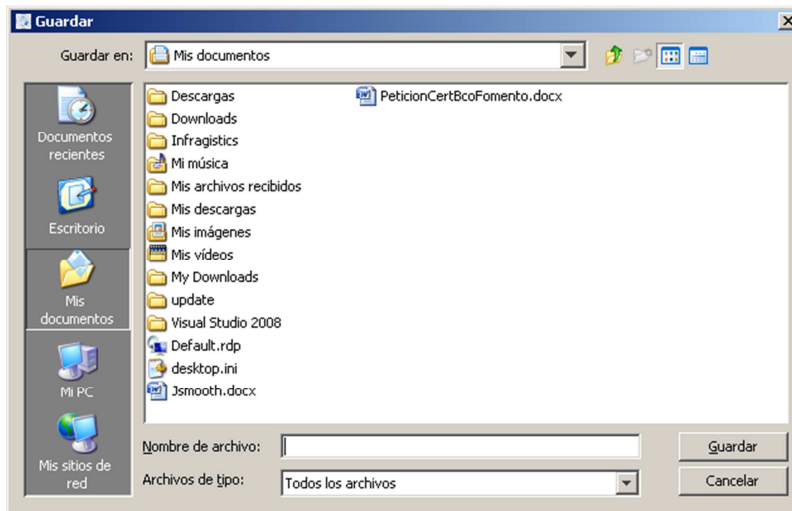 Guardar
Guardar en:
Mis documentos
Documentos
recientes
Escritorio
Mis
documentos
Mi PC
Mis sitios de
red
Descargas
Downloads
Infragistics
Mi música
Mis archivos recibidos
Mis descargas
Mis imágenes
Mis vídeos
My Downloads
update
Visual Studio 2008
Default.rdp
desktop.ini
Jsmooth.docx
PeticionCertBcoFomento.docx
Nombre de archivo:
Guardar
Archivos de tipo:
Todos los archivos
Cancelar